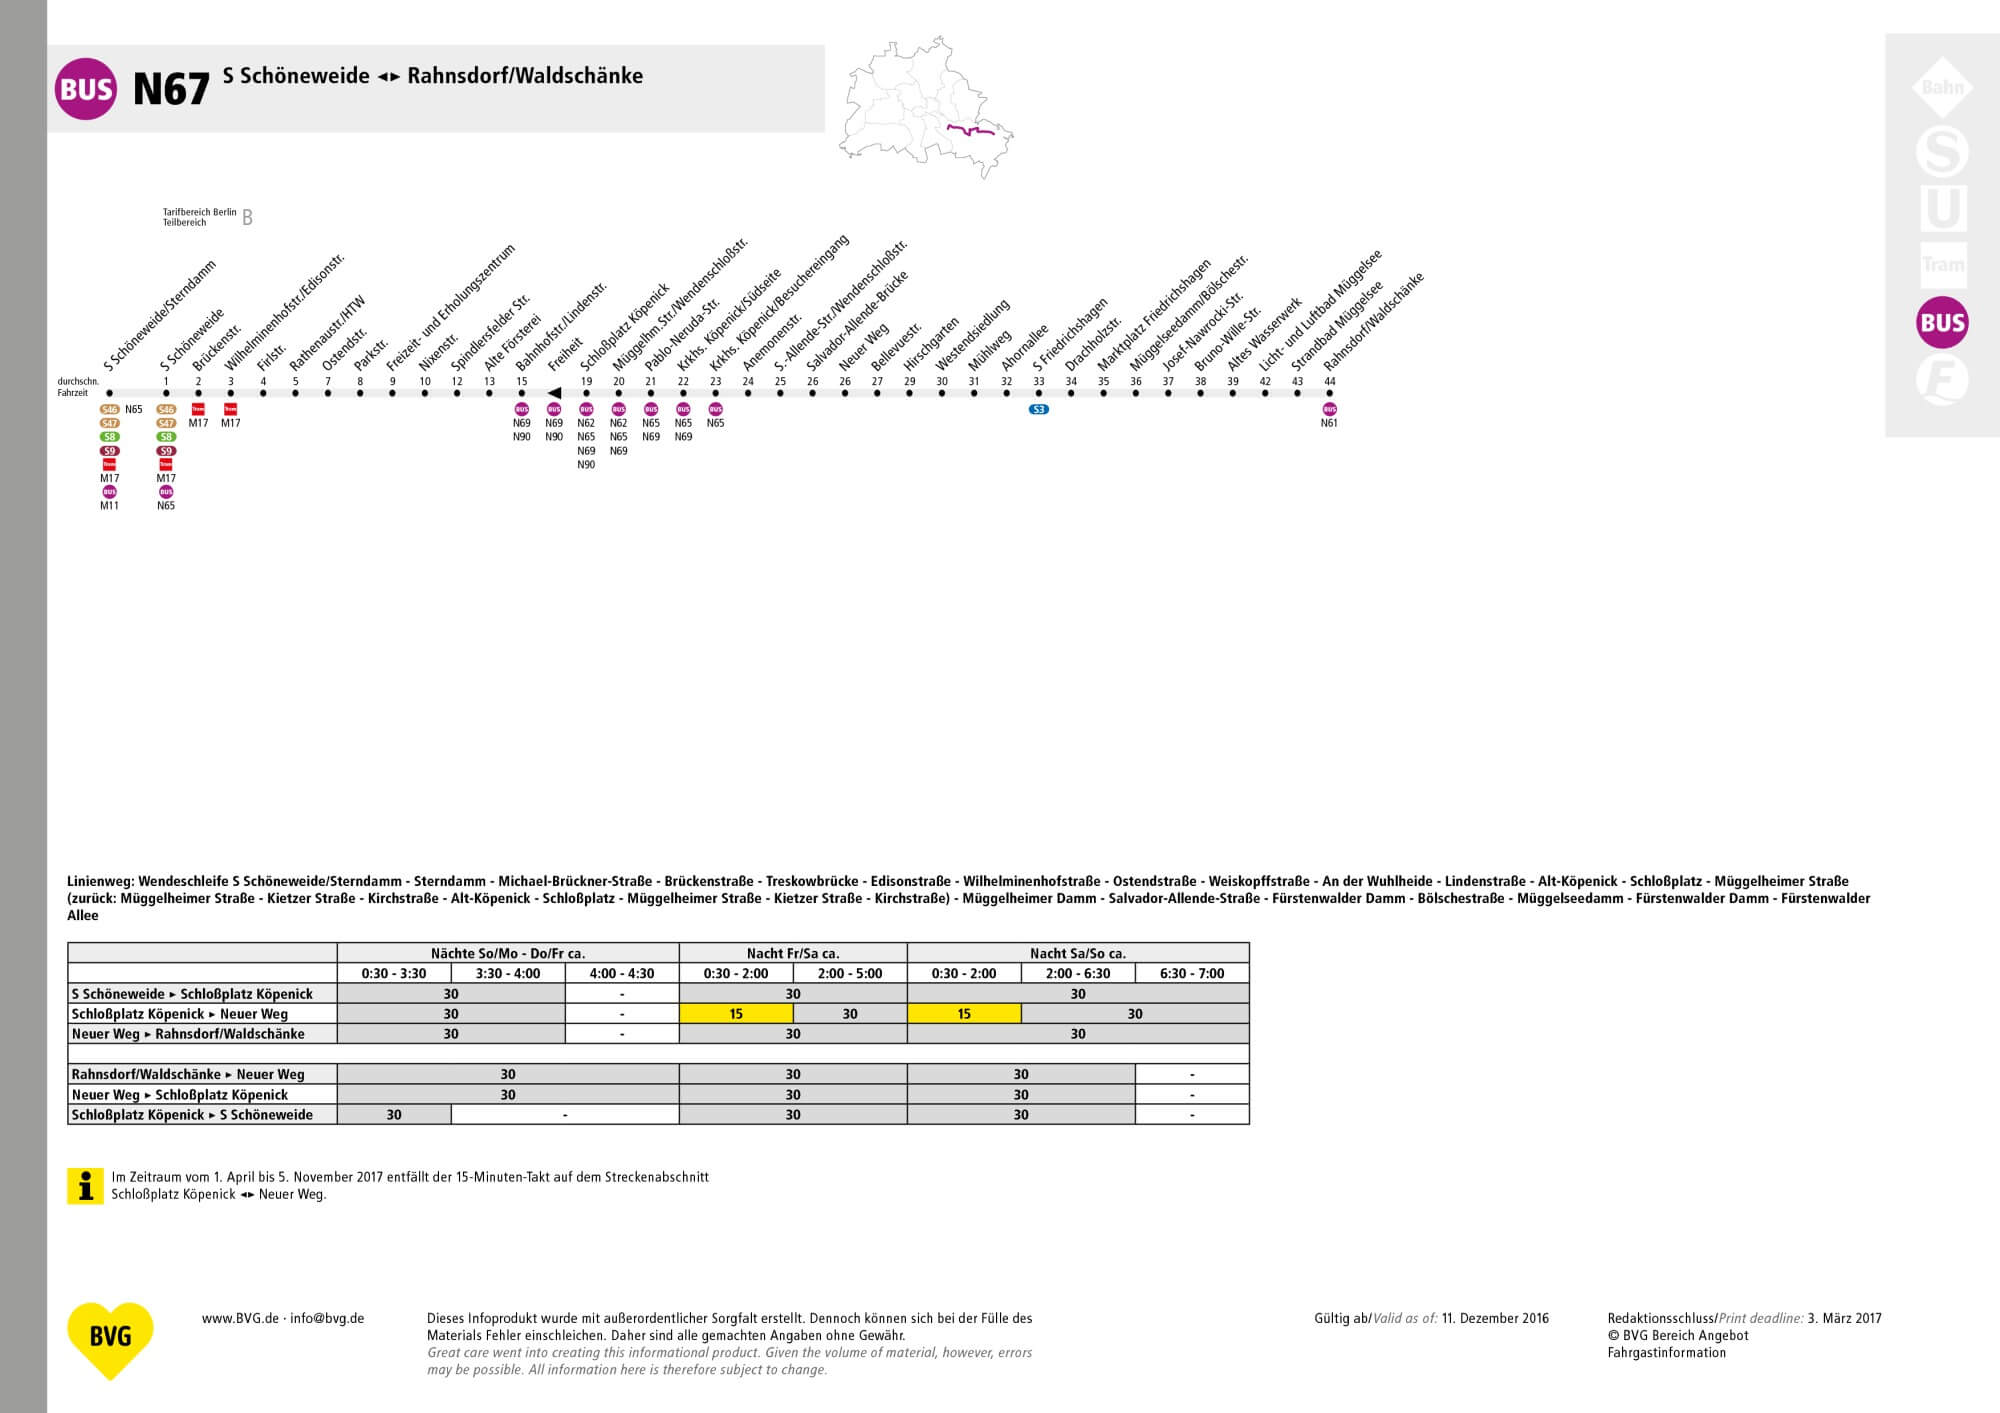 BUS N67 S Schöneweide ◄► Rahnsdorf/Waldschänke
Bahn
S
U
Tram
BUS
F
Tarifbereich Berlin
Teilbereich B
S Schöneweide/Sterndamm
S Schöneweide
Brückenstr.
Wilhelminenhofstr./Edisonstr.
Firlstr.
Rathenaustr./HTW
Ostendstr.
Parkstr.
Freizeit- und Erholungszentrum
Nixenstr.
Spindlersfelder Str.
Alte Försterei
Bahnhofstr./Lindenstr.
Freiheit
Schloßplatz Köpenick
Müggelhm.Str./Wendenschloßstr.
Pablo-Neruda-Str.
Krkhs. Köpenick/Südseite
Krkhs. Köpenick/Besuchereingang
Anemonenstr.
S.-Allende-Str./Wendenschloßstr.
Salvador-Allende-Brücke
Neuer Weg
Bellevuestr.
Hirschgarten
Westendsiedlung
Mühlweg
Ahornallee
S Friedrichshagen
Drachholzstr.
Marktplatz Friedrichshagen
Müggelseedamm/Bölschestr.
Josef-Nawrocki-Str.
Bruno-Wille-Str.
Altes Wasserwerk
Licht- und Luftbad Müggelsee
Strandbad Müggelsee
Rahnsdorf/Waldschänke
durchschn. 1 2 3 4 5 7 8 9 10 12 13 15 19 20 21 22 23 24 25 26 26 27 29 30 31 32 33 34 35 36 37 38 39 42 43 44
Fahrzeit
S46 N65 S46 Tram Tram BUS BUS BUS BUS BUS BUS BUS S3 BUS
S47 S47 M17 M17 N69 N69 N62 N62 N65 N65 N65 N61
S8 S8 N90 N90 N65 N65 N69 N69
S9 S9 N69 N69
Tram Tram N90
M17 M17
BUS BUS
M11 N65
Linienweg: Wendeschleife S Schöneweide/Sterndamm - Sterndamm - Michael-Brückner-Straße - Brückenstraße - Treskowbrücke - Edisonstraße - Wilhelminenhofstraße - Ostendstraße - Weiskopffstraße - An der Wuhlheide - Lindenstraße - Alt-Köpenick - Schloßplatz - Müggelheimer Straße
(zurück: Müggelheimer Straße - Kietzer Straße - Kirchstraße - Alt-Köpenick - Schloßplatz - Müggelheimer Straße - Kietzer Straße - Kirchstraße) - Müggelheimer Damm - Salvador-Allende-Straße - Fürstenwalder Damm - Bölschestraße - Müggelseedamm - Fürstenwalder Damm - Fürstenwalder
Allee
Nächte So/Mo - Do/Fr ca. Nacht Fr/Sa ca. Nacht Sa/So ca.
0:30 - 3:30 3:30 - 4:00 4:00 - 4:30 0:30 - 2:00 2:00 - 5:00 0:30 - 2:00 2:00 - 6:30 6:30 - 7:00
S Schöneweide ► Schloßplatz Köpenick 30 - 30 30
Schloßplatz Köpenick ► Neuer Weg 30 - 15 30 15 30
Neuer Weg ► Rahnsdorf/Waldschänke 30 - 30 30
Rahnsdorf/Waldschänke ► Neuer Weg 30 30 30 -
Neuer Weg ► Schloßplatz Köpenick 30 30 30 -
Schloßplatz Köpenick ► S Schöneweide 30 - 30 30 -
i Im Zeitraum vom 1. April bis 5. November 2017 entfällt der 15-Minuten-Takt auf dem Streckenabschnitt
Schloßplatz Köpenick ◄► Neuer Weg.
BVG
www.BVG.de · info@bvg.de
Dieses Infoprodukt wurde mit außerordentlicher Sorgfalt erstellt. Dennoch können sich bei der Fülle des
Materials Fehler einschleichen. Daher sind alle gemachten Angaben ohne Gewähr.
Great care went into creating this informational product. Given the volume of material, however, errors
may be possible. All information here is therefore subject to change.
Gültig ab/Valid as of: 11. Dezember 2016
Redaktionsschluss/Print deadline: 3. März 2017
© BVG Bereich Angebot
Fahrgastinformation